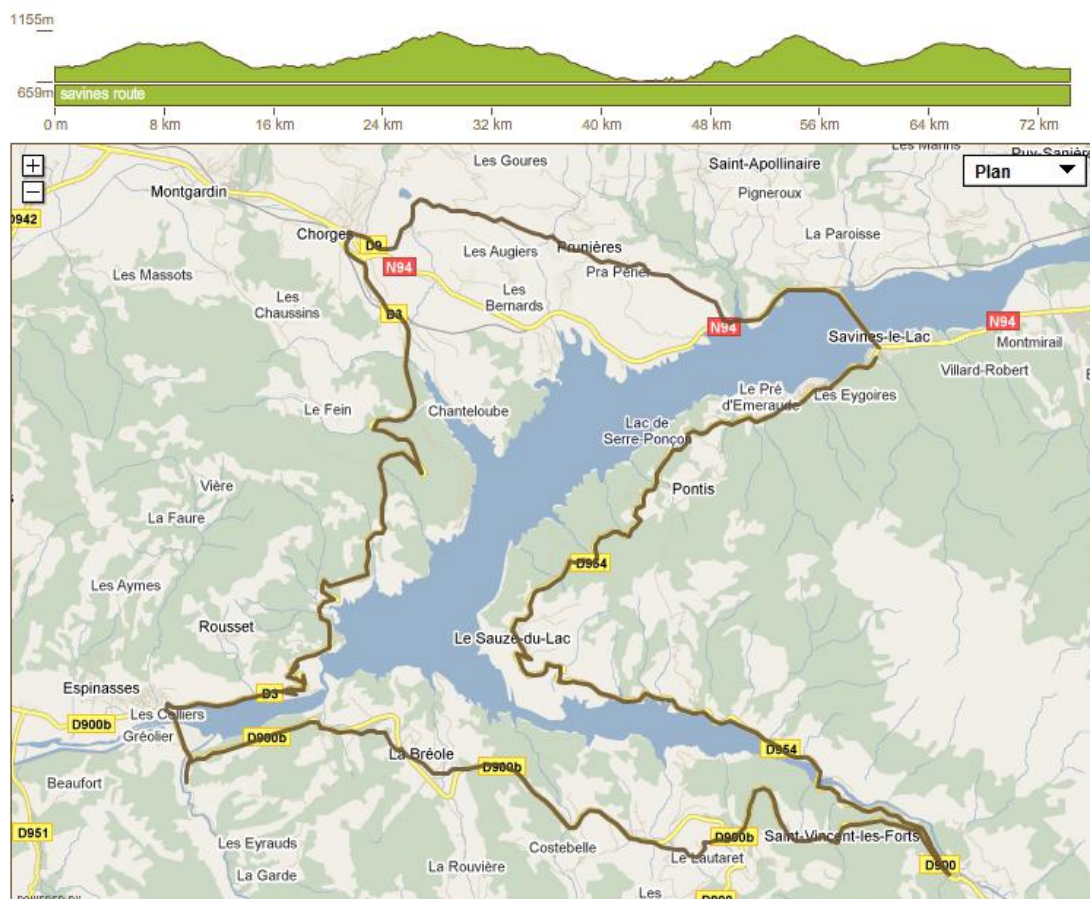 1155m
659m
savines route
0 m
8 km
16 km
24 km
32 km
40 km
48 km
56 km
64 km
72 km
+
−
Plan
Les Goures
Saint-Apollinaire
Pigneroux
Montgardin
D942
Chorges
D9
Les Augiers
Prunières
La Paroisse
N94
Les Massots
Les
Chaussins
Les
Bernards
D3
N94
Savines-le-Lac
N94
Montmirail
Villard-Robert
Le Pré
d'Emeraude
Les Eygoires
Le Fein
Chanteloube
Lac de
Serre-Ponçon
Pontis
Vière
La Faure
Les Aymes
D954
Rousset
Le Sauze-du-Lac
Espinasses
D3
Les Celliers
D900b
Gréolier
D900b
La Bréole
D954
Beaufort
D900b
D951
Les Eyrauds
La Garde
La Rouvière
Costebelle
D900b
Saint-Vincent-les-Forts
Le Lautaret
D900
Les